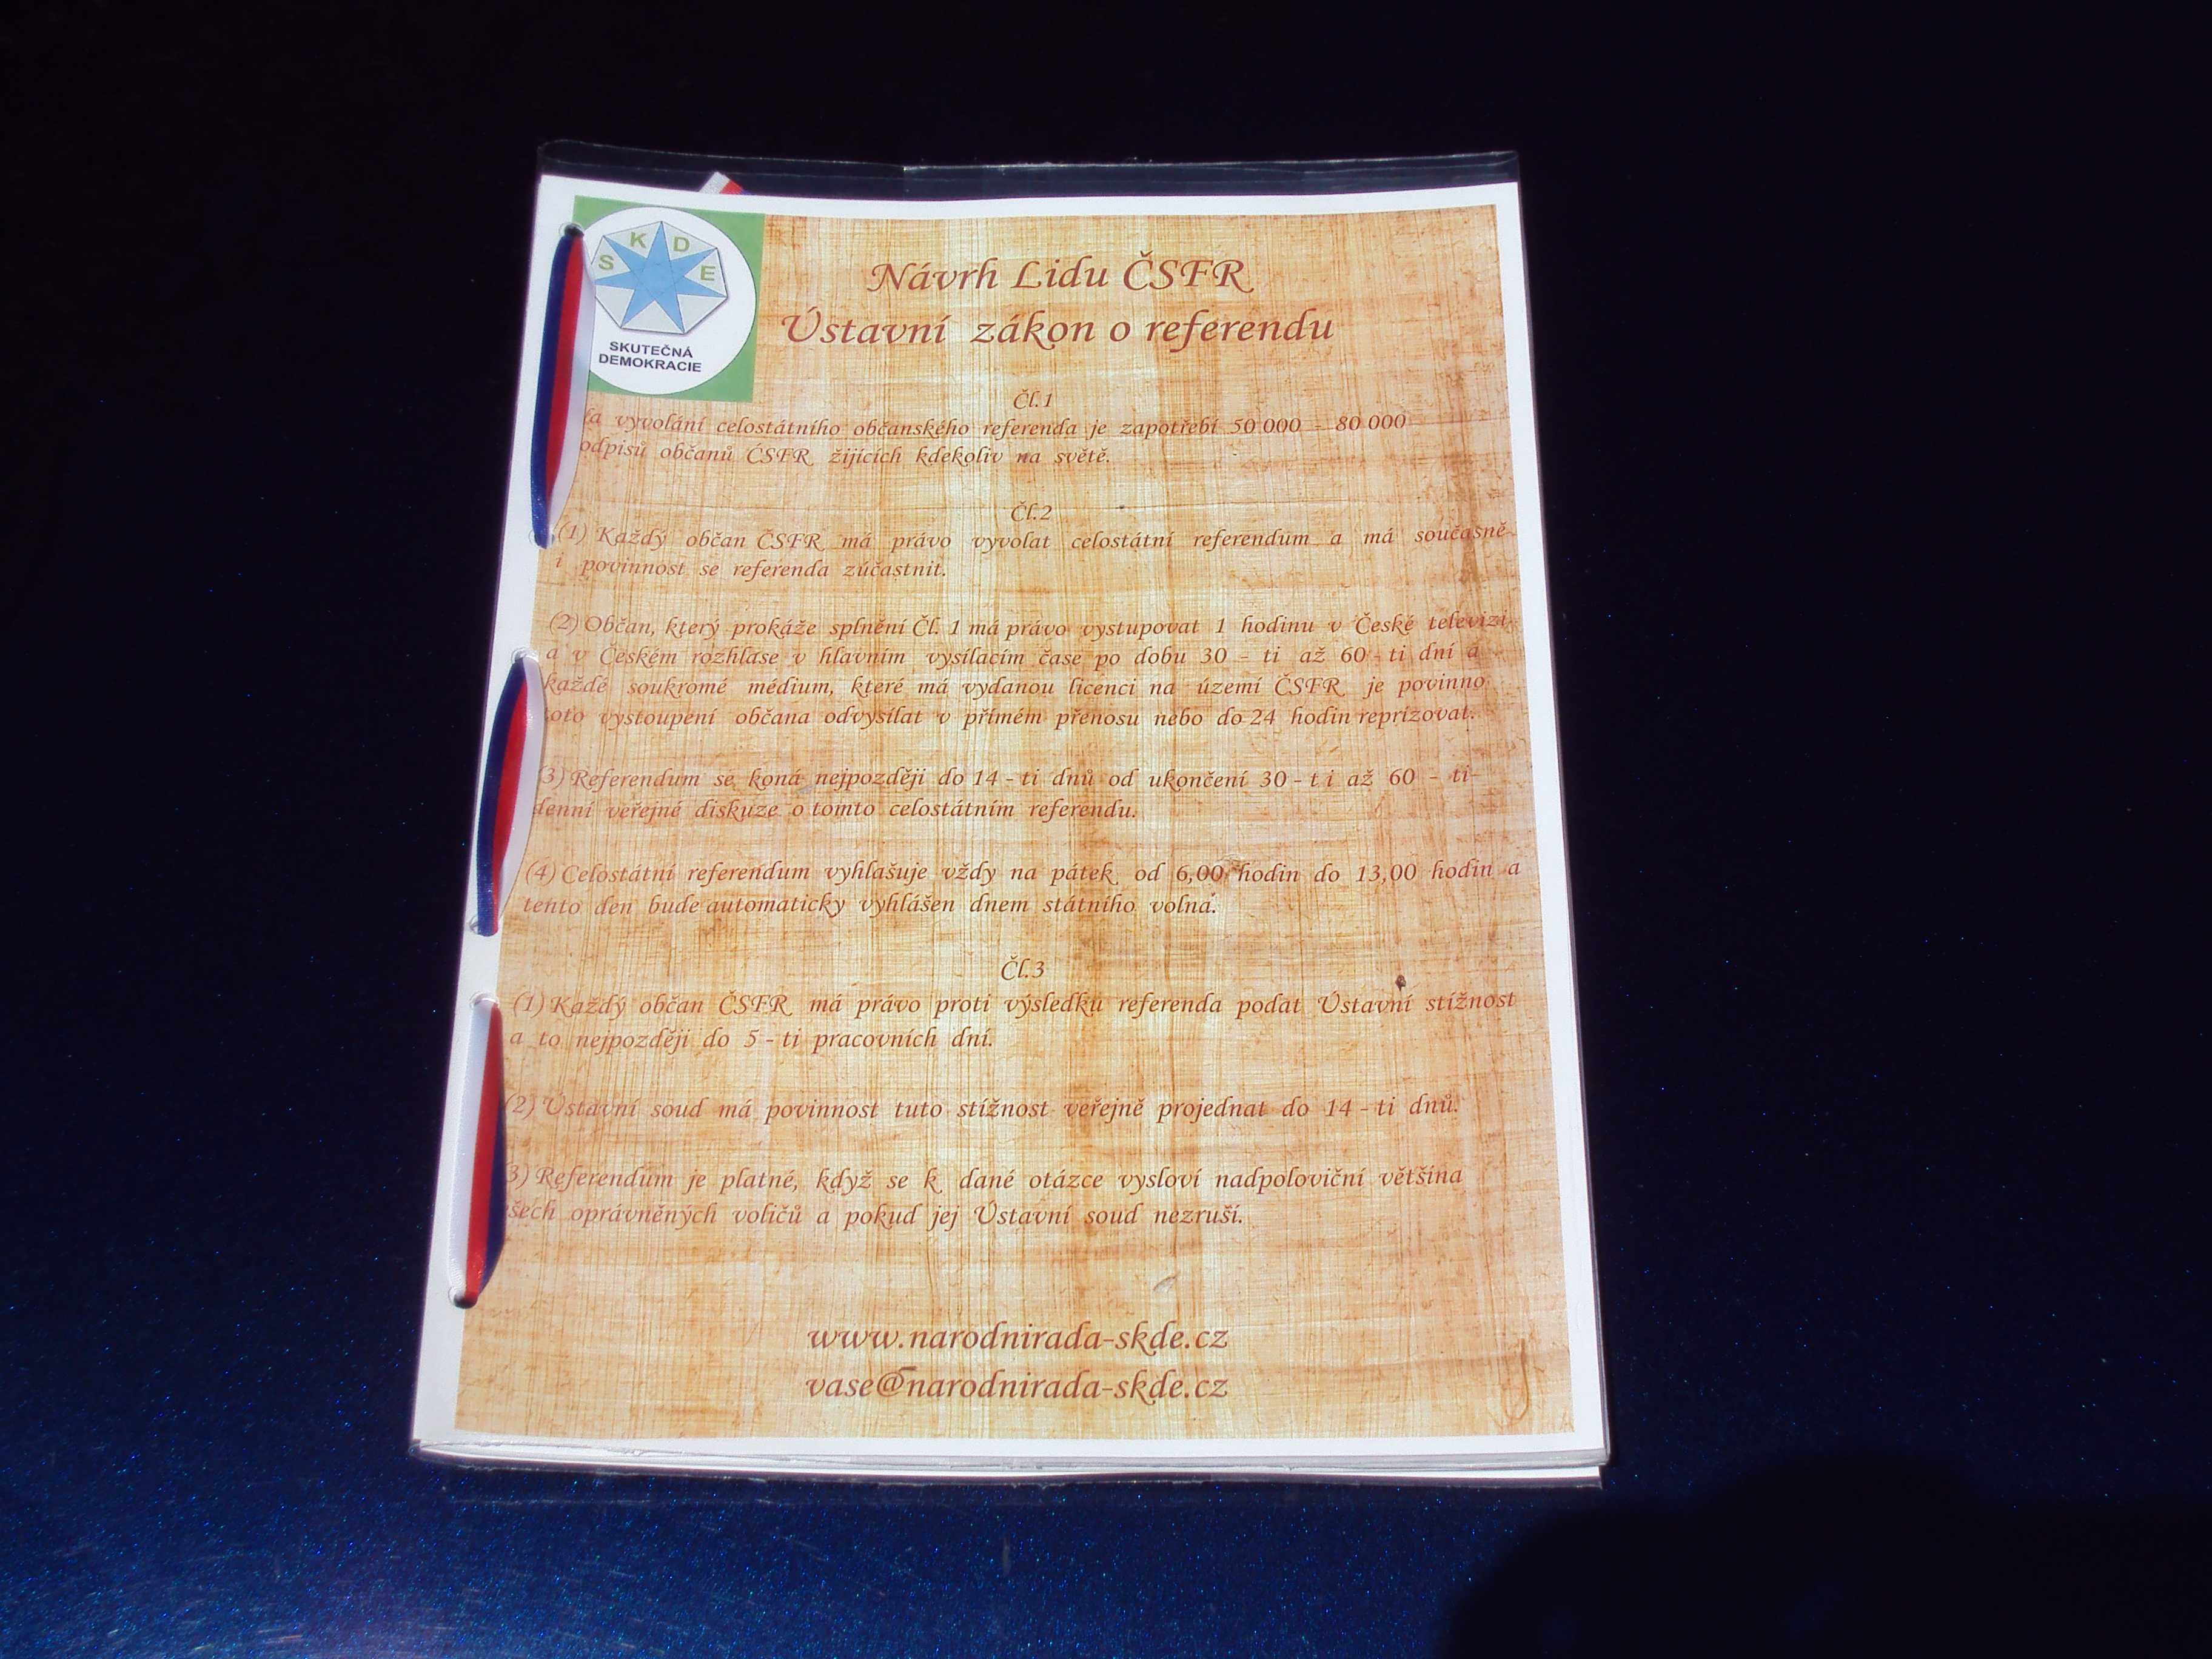 S K D E
SKUTEČNÁ
DEMOKRACIE
Návrh Lidu ČSFR
Ústavní zákon o referendu
Čl.1
vyvolání celostátního občanského referenda je zapotřebí 50 000 - 80 000
občanů ČSFR žijících kdekoliv na světě.
Čl.2
(1) Každý občan ČSFR má právo vyvolat celostátní referendum a má současně
i povinnost se referenda zúčastnit.
(2) Občan, který prokáže splnění Čl. 1 má právo vystupovat 1 hodinu v České televizi
a v Českém rozhlase v hlavním vysílacím čase po dobu 30 - ti až 60 - ti dní a
každé soukromé médium, které má vydanou licenci na území ČSFR je povinno
toto vystoupení občana odvysílat v přímém přenosu nebo do 24 hodin reprízovat.
(3) Referendum se koná nejpozději do 14 - ti dnů od ukončení 30 - t i až 60 - ti-
denní veřejné diskuze o tomto celostátním referendu.
(4) Celostátní referendum vyhlašuje vždy na pátek od 6,00 hodin do 13,00 hodin a
tento den bude automaticky vyhlášen dnem státního volna.
Čl.3
(1) Každý občan ČSFR má právo proti výsledku referenda podat Ústavní stížnost
a to nejpozději do 5 - ti pracovních dní.
(2) Ústavní soud má povinnost tuto stížnost veřejně projednat do 14 - ti dnů.
3) Referendum je platné, když se k dané otázce vysloví nadpoloviční většina
všech oprávněných voličů a pokud jej Ústavní soud nezruší.
www.narodnirada-skde.cz
vase@narodnirada-skde.cz